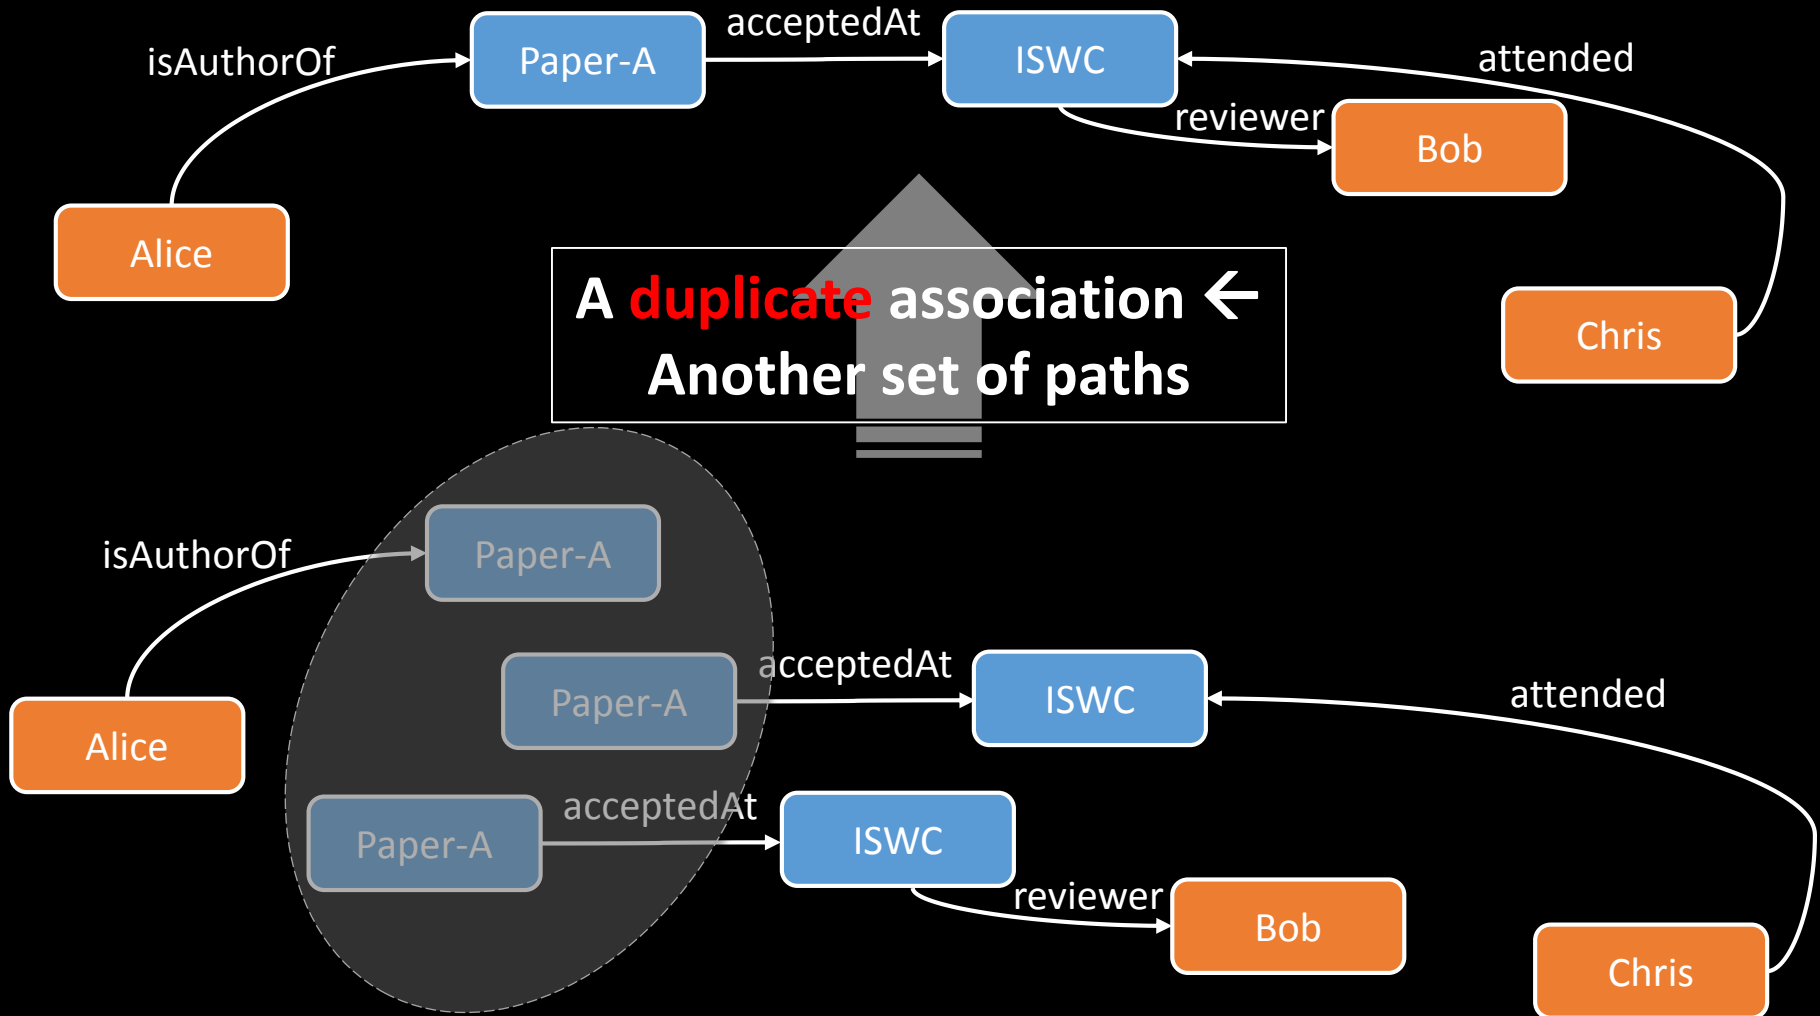 acceptedAt
isAuthorOf
Paper-A
ISWC
attended
reviewer
Bob
Alice
Chris
A duplicate association ←
Another set of paths
isAuthorOf
Paper-A
acceptedAt
Paper-A
ISWC
attended
Alice
acceptedAt
Paper-A
ISWC
reviewer
Bob
Chris